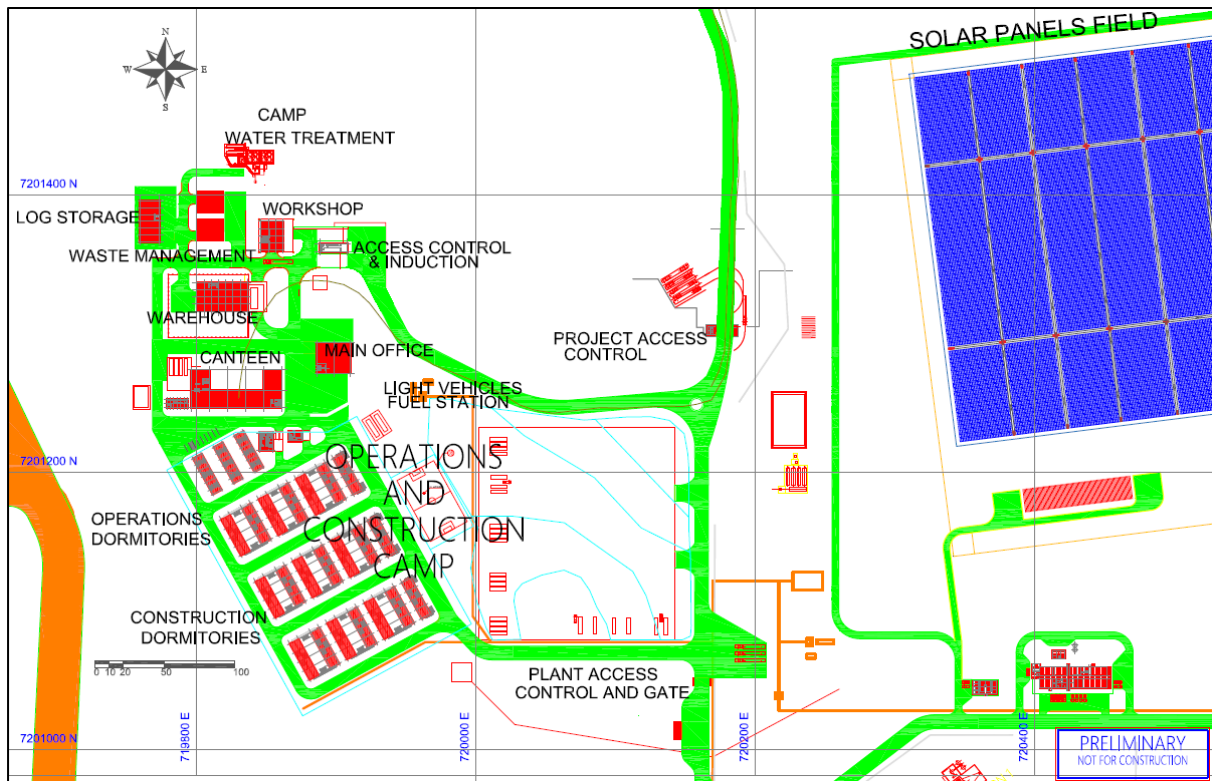 SOLAR PANELS FIELD
N
W
E
S
CAMP
WATER TREATMENT
7201400 N
LOG STORAGE
WORKSHOP
WASTE MANAGEMENT
ACCESS CONTROL
& INDUCTION
WAREHOUSE
PROJECT ACCESS
CONTROL
CANTEEN
MAIN OFFICE
LIGHT VEHICLES
FUEL STATION
7201200 N
OPERATIONS
AND
CONSTRUCTION
CAMP
OPERATIONS
DORMITORIES
CONSTRUCTION
DORMITORIES
0 10 20 50 100
PLANT ACCESS
CONTROL AND GATE
7201000 N
719800 E
720000 E
720200 E
720400 E
PRELIMINARY
NOT FOR CONSTRUCTION